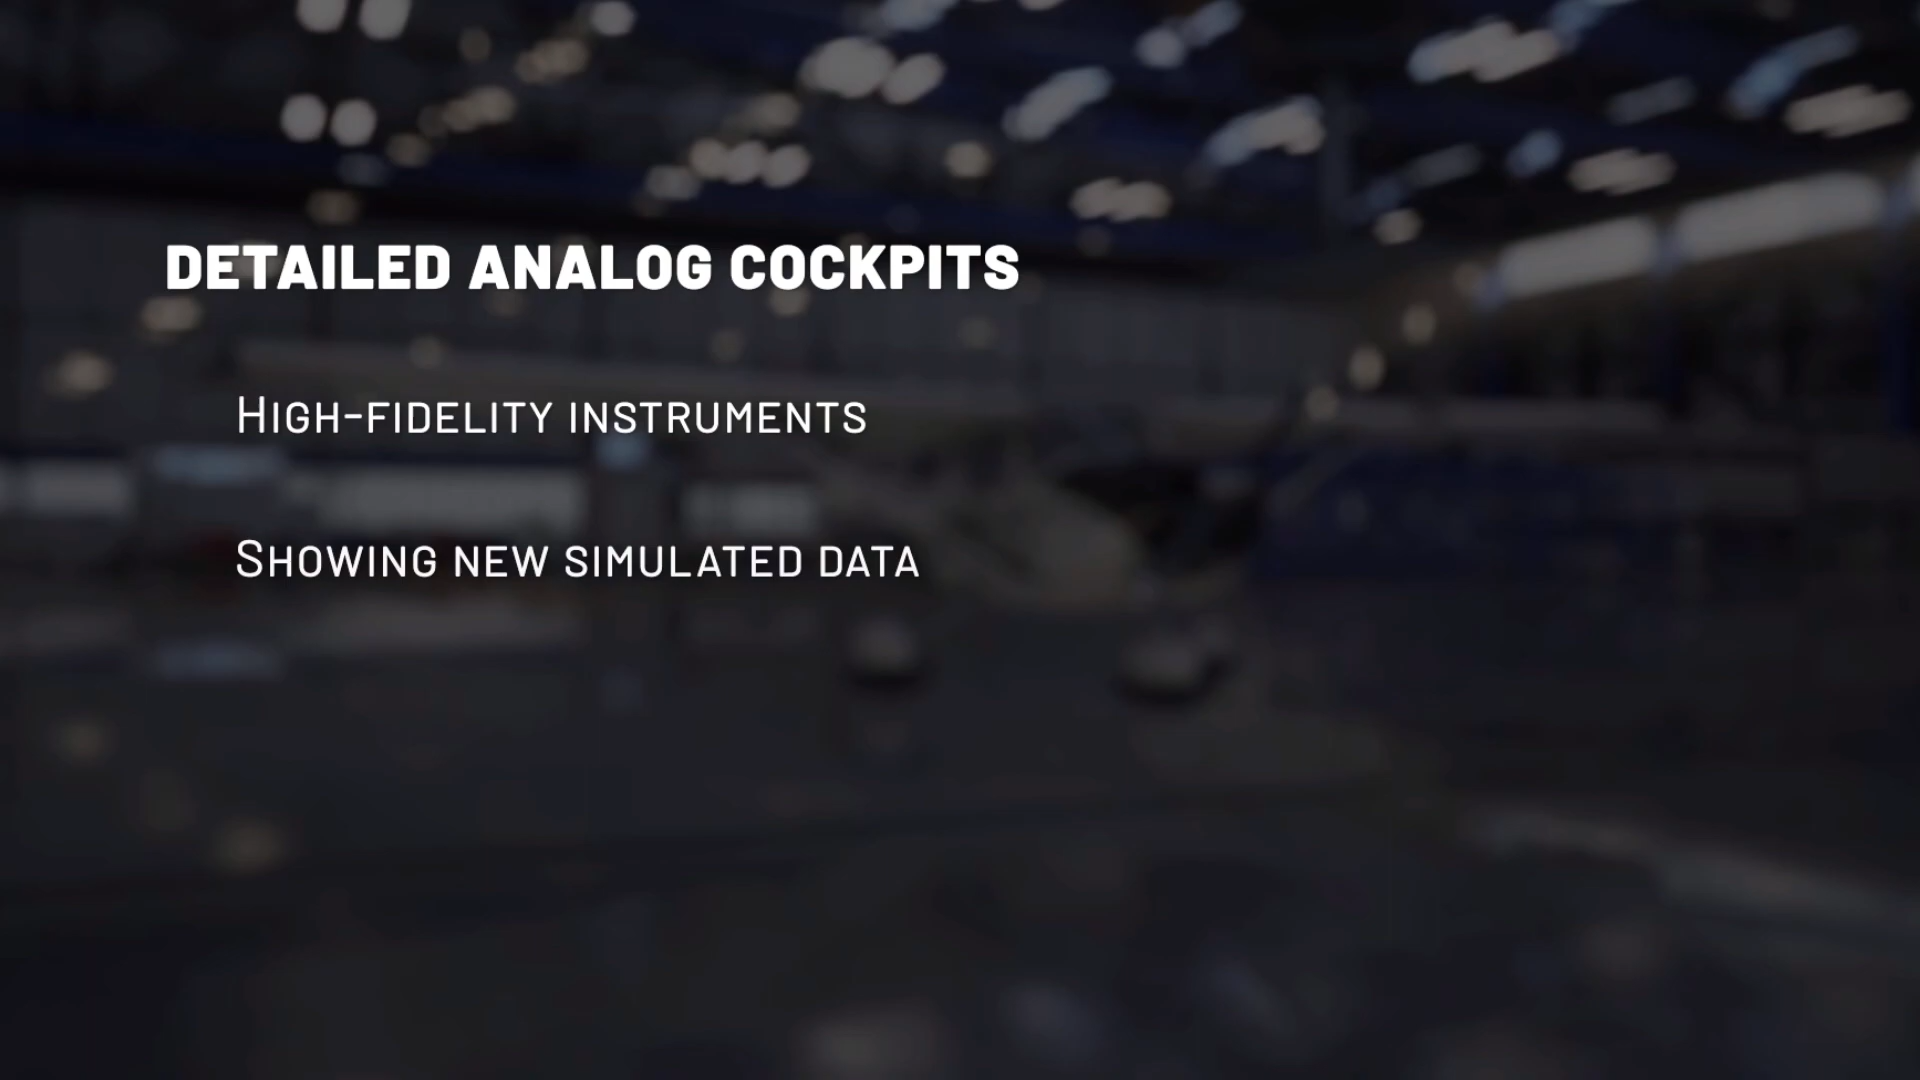 DETAILED ANALOG COCKPITS
High-fidelity instruments
Showing new simulated data